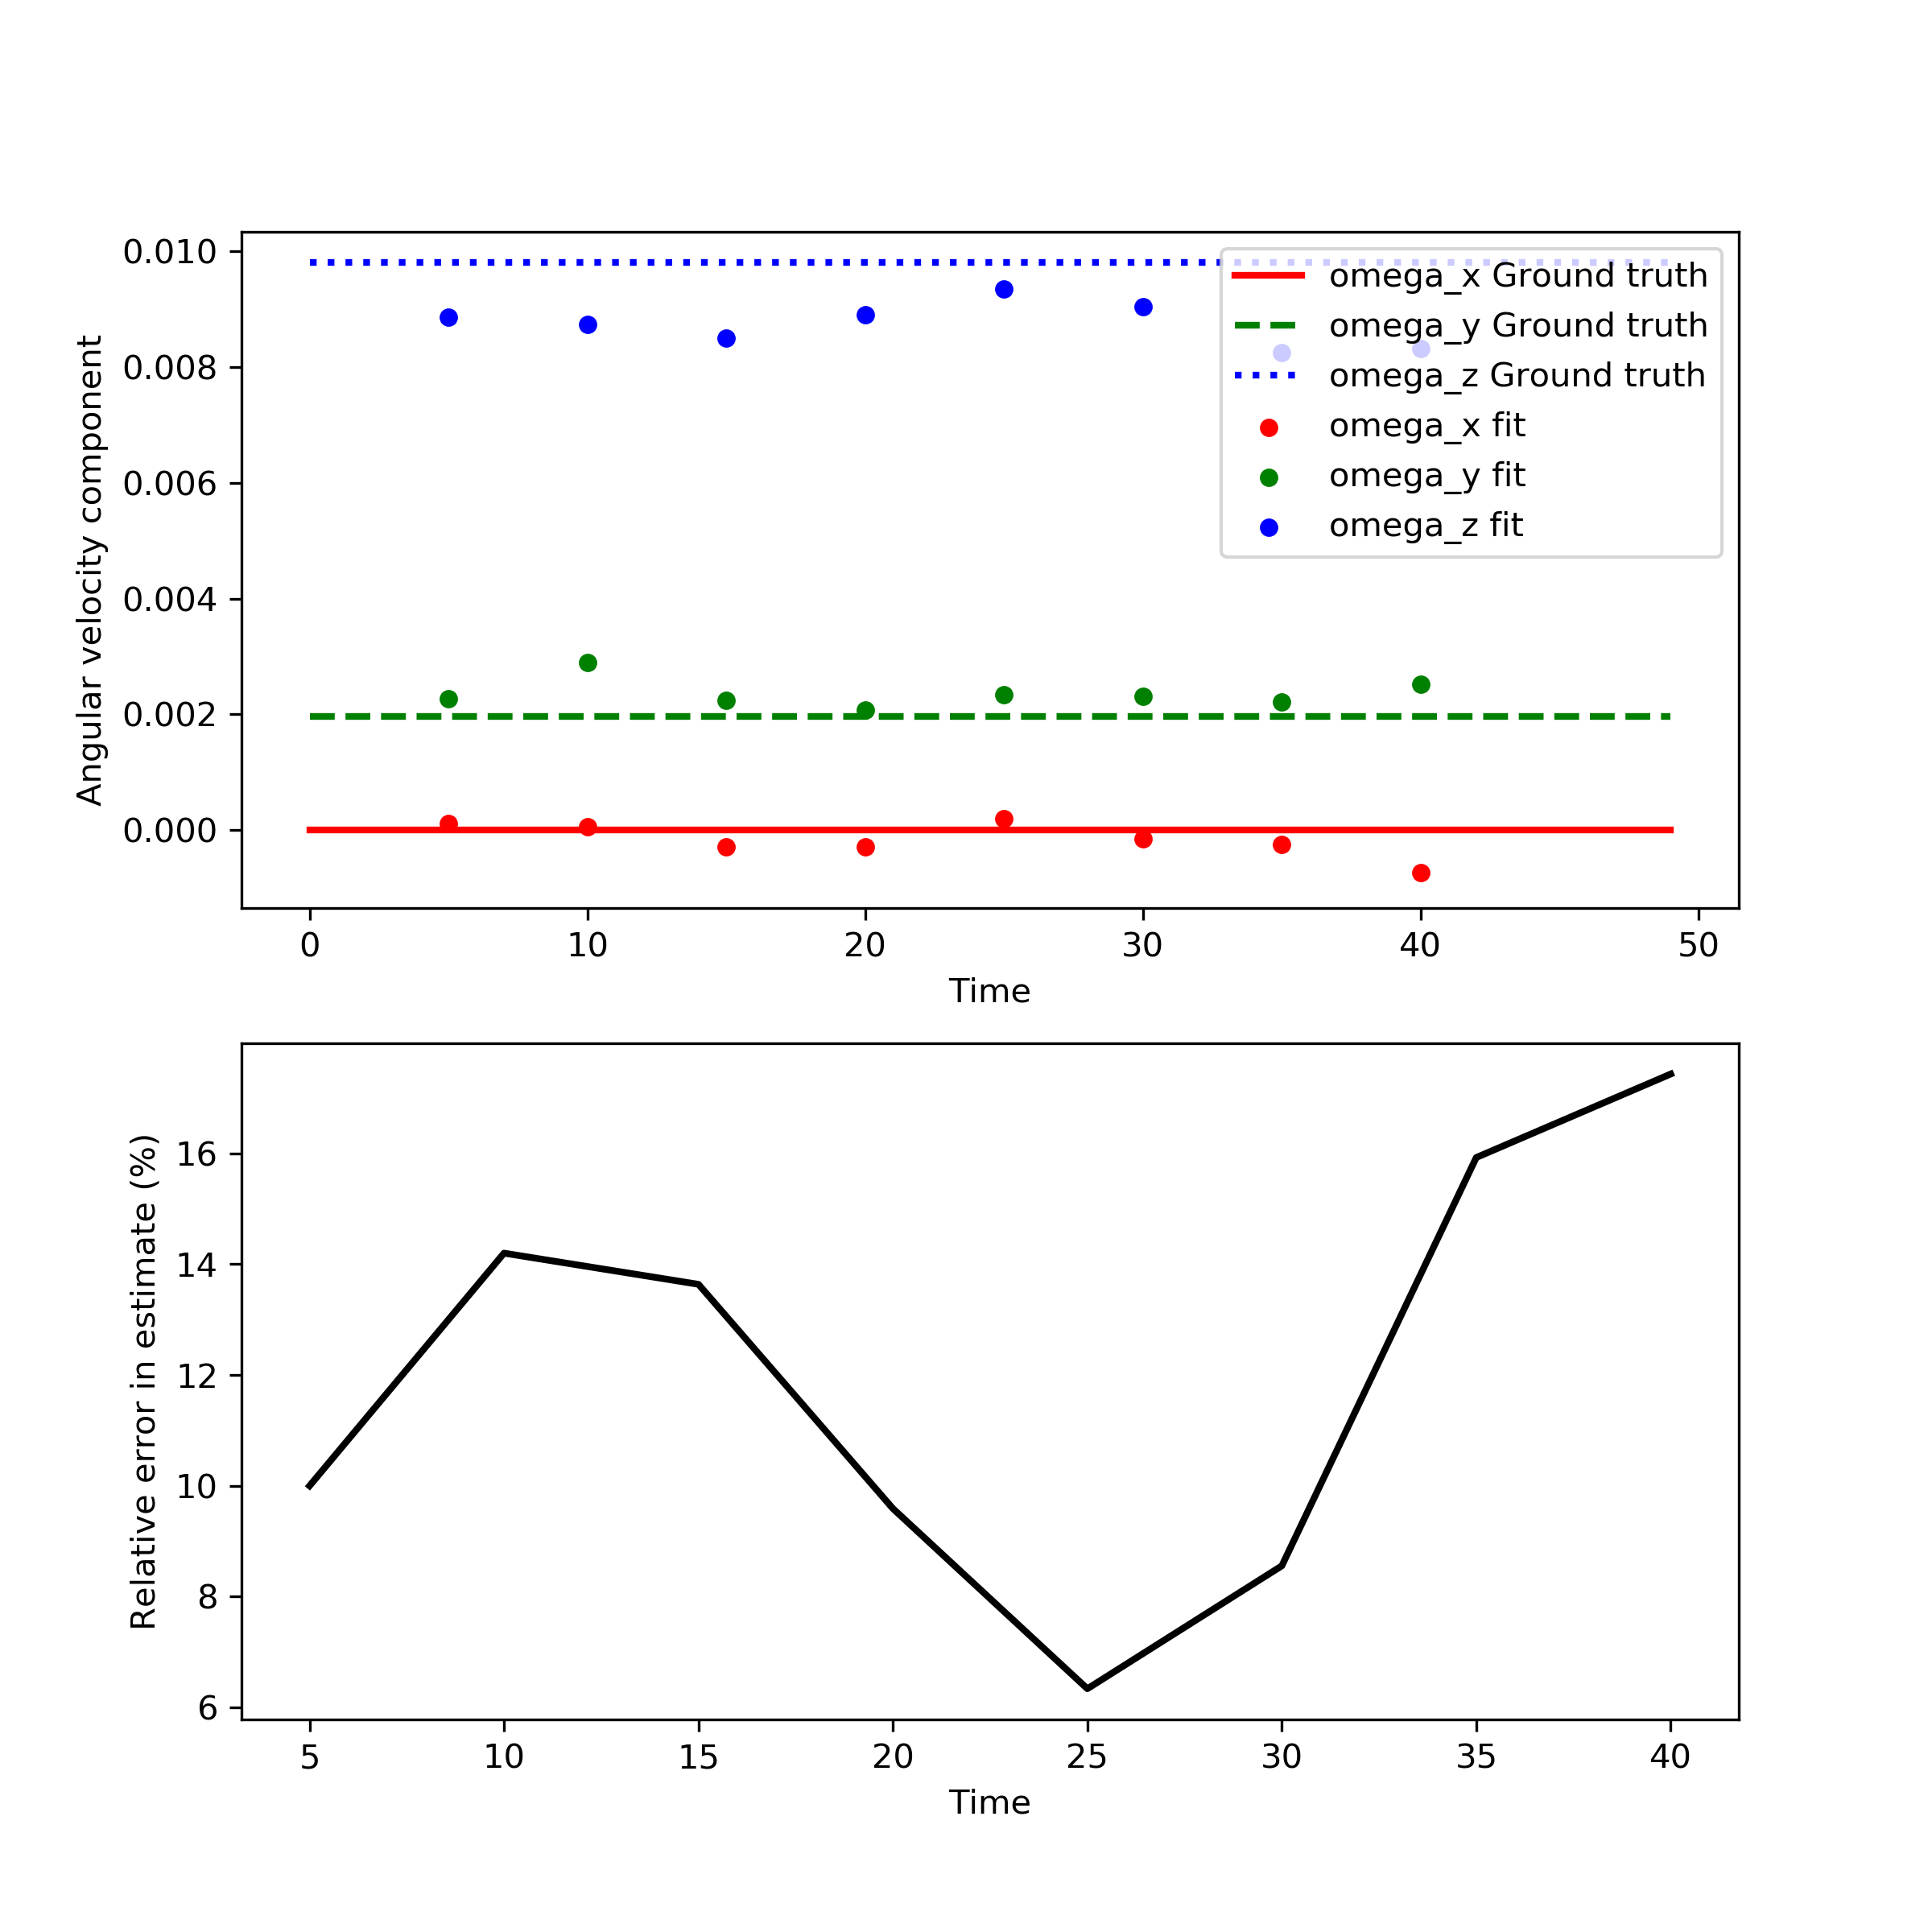 0.010
0.008
0.006
0.004
0.002
0.000
Angular velocity component
omega_x Ground truth
omega_y Ground truth
omega_z Ground truth
omega_x fit
omega_y fit
omega_z fit
0 10 20 30 40 50
Time
16
14
12
10
8
6
Relative error in estimate (%)
5 10 15 20 25 30 35 40
Time